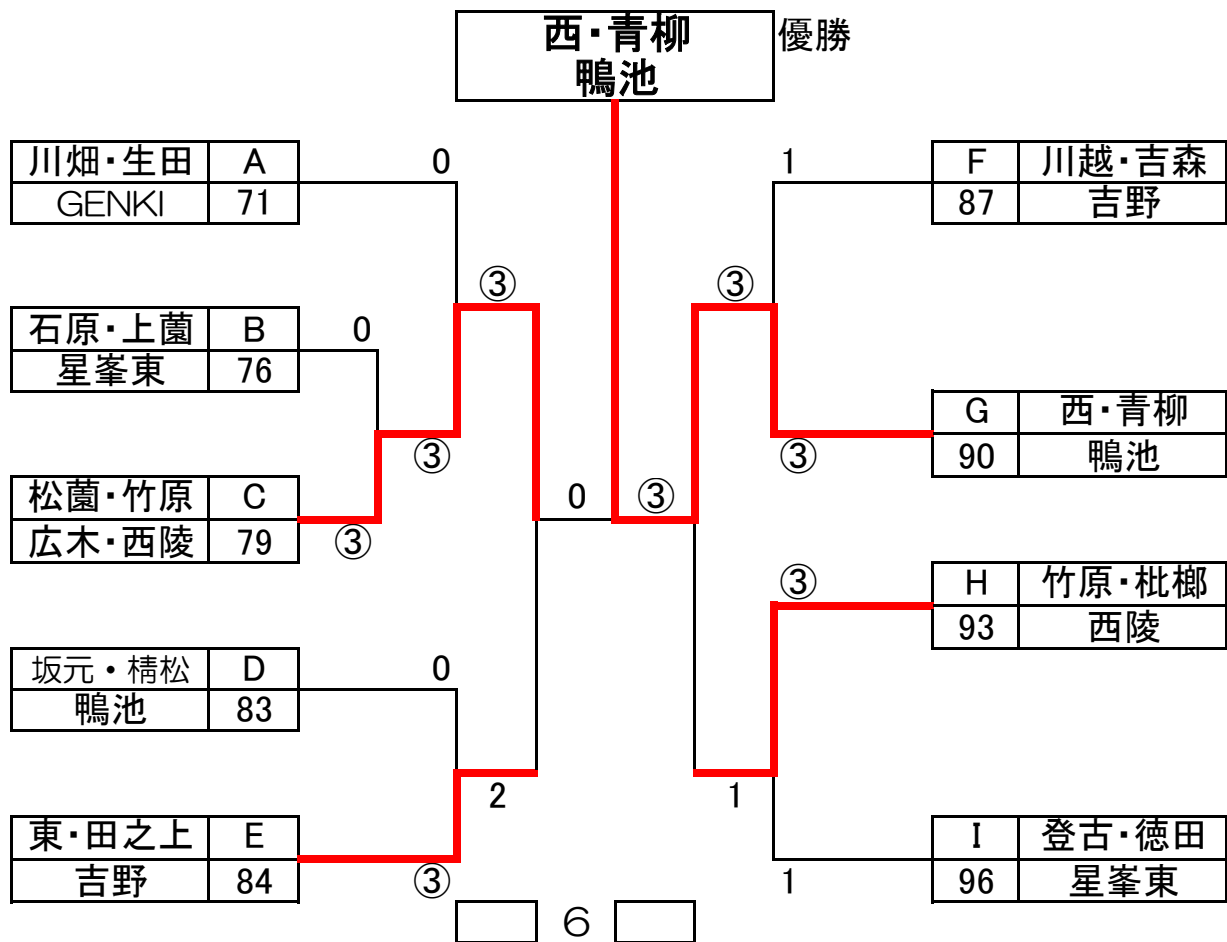 西・青柳
鴨池
優勝
川畑・生田 A
GENKI 71
0
石原・上薗 B
星峯東 76
0
③
③
松薗・竹原 C
広木・西陵 79
③
0
坂元・楕松 D
鴨池 83
0
2
東・田之上 E
吉野 84
③
1
F 川越・吉森
87 吉野
③
G 西・青柳
90 鴨池
③
③
H 竹原・枇榔
93 西陵
③
1
I 登古・徳田
96 星峯東
1
6